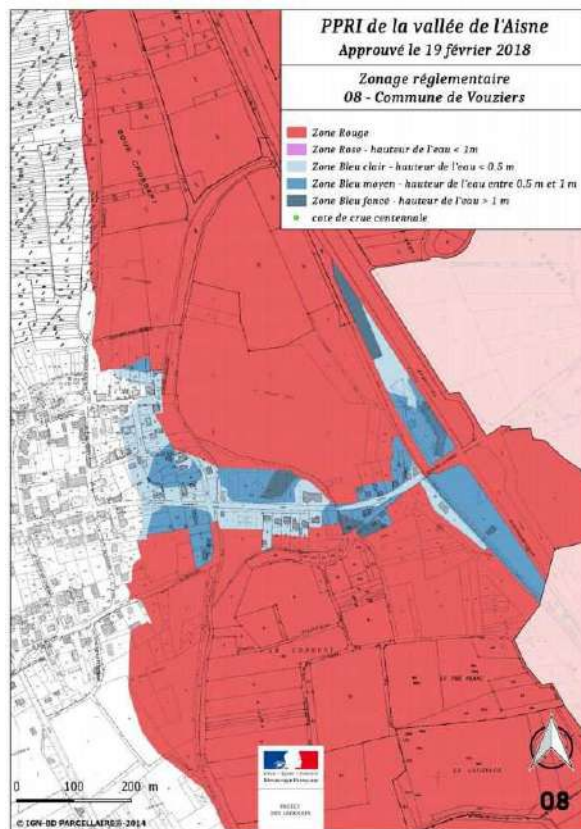 PPRI de la vallée de l'Aisne
Approuvé le 19 février 2018
Zonage réglementaire
08 - Commune de Vouziers
Zone Rouge
Zone Rose - hauteur de l'eau < 1m
Zone Bleu clair - hauteur de l'eau < 0.5 m
Zone Bleu moyen - hauteur de l'eau entre 0.5 m et 1 m
Zone Bleu foncé - hauteur de l'eau > 1 m
cote de crue centennale
0 100 200 m
© IGN-BD PARCELLAIRE®-2014
08